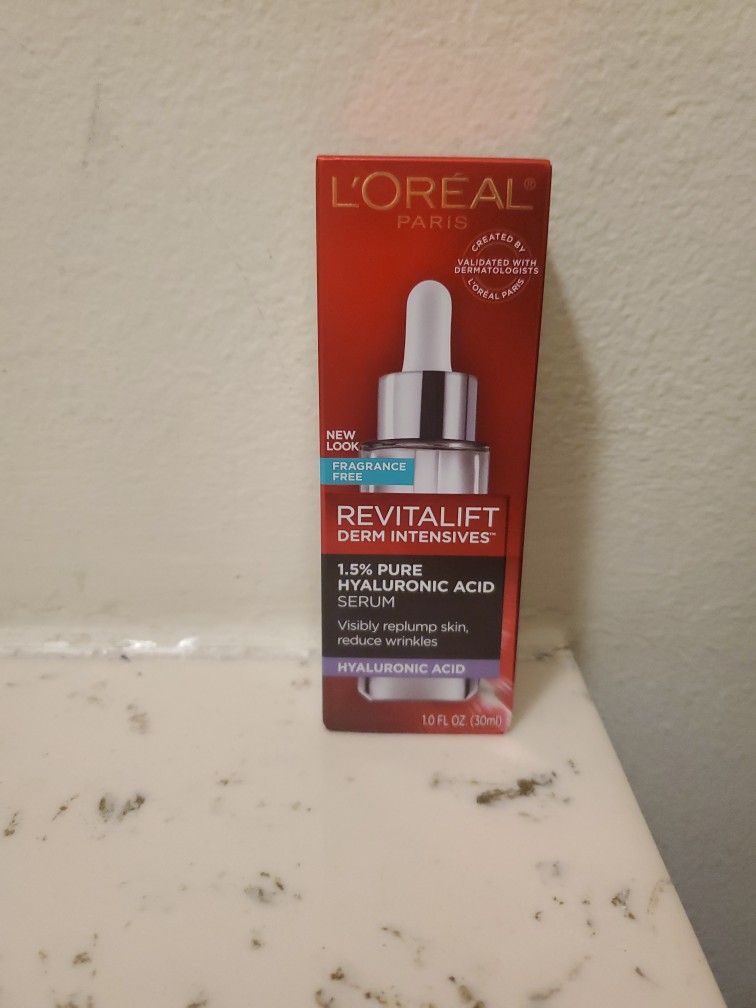 L'ORÉAL®
PARIS
CREATED BY
VALIDATED WITH
DERMATOLOGISTS
L'ORÉAL PARIS
NEW
LOOK
FRAGRANCE
FREE
REVITALIFT
DERM INTENSIVES™
1.5% PURE
HYALURONIC ACID
SERUM
Visibly replump skin,
reduce wrinkles
HYALURONIC ACID
1.0 FL OZ. (30ml)